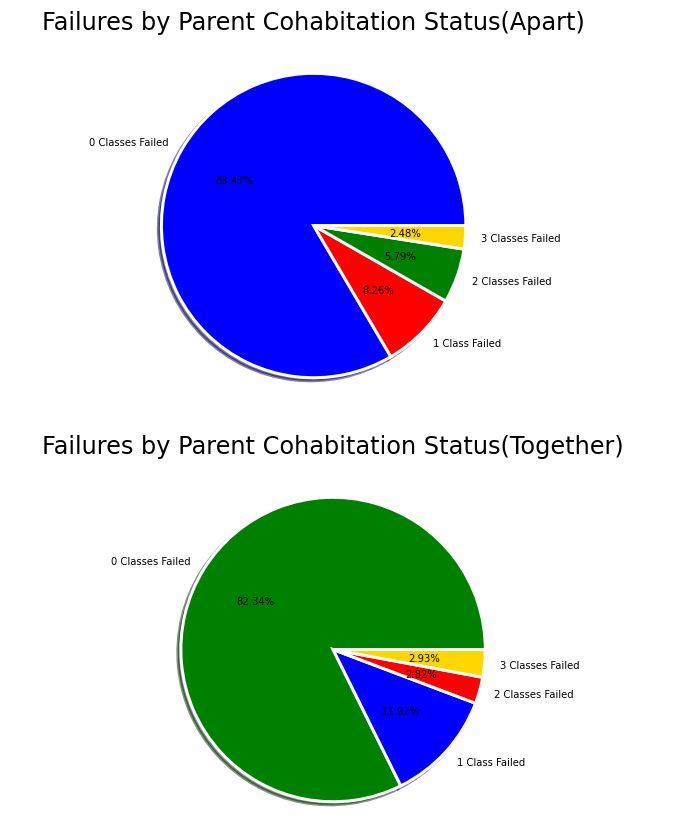 Failures by Parent Cohabitation Status(Apart)
0 Classes Failed
83.47%
2.48%
3 Classes Failed
5.79%
2 Classes Failed
8.26%
1 Class Failed
Failures by Parent Cohabitation Status(Together)
0 Classes Failed
82.34%
2.93%
3 Classes Failed
2.82%
2 Classes Failed
11.92%
1 Class Failed